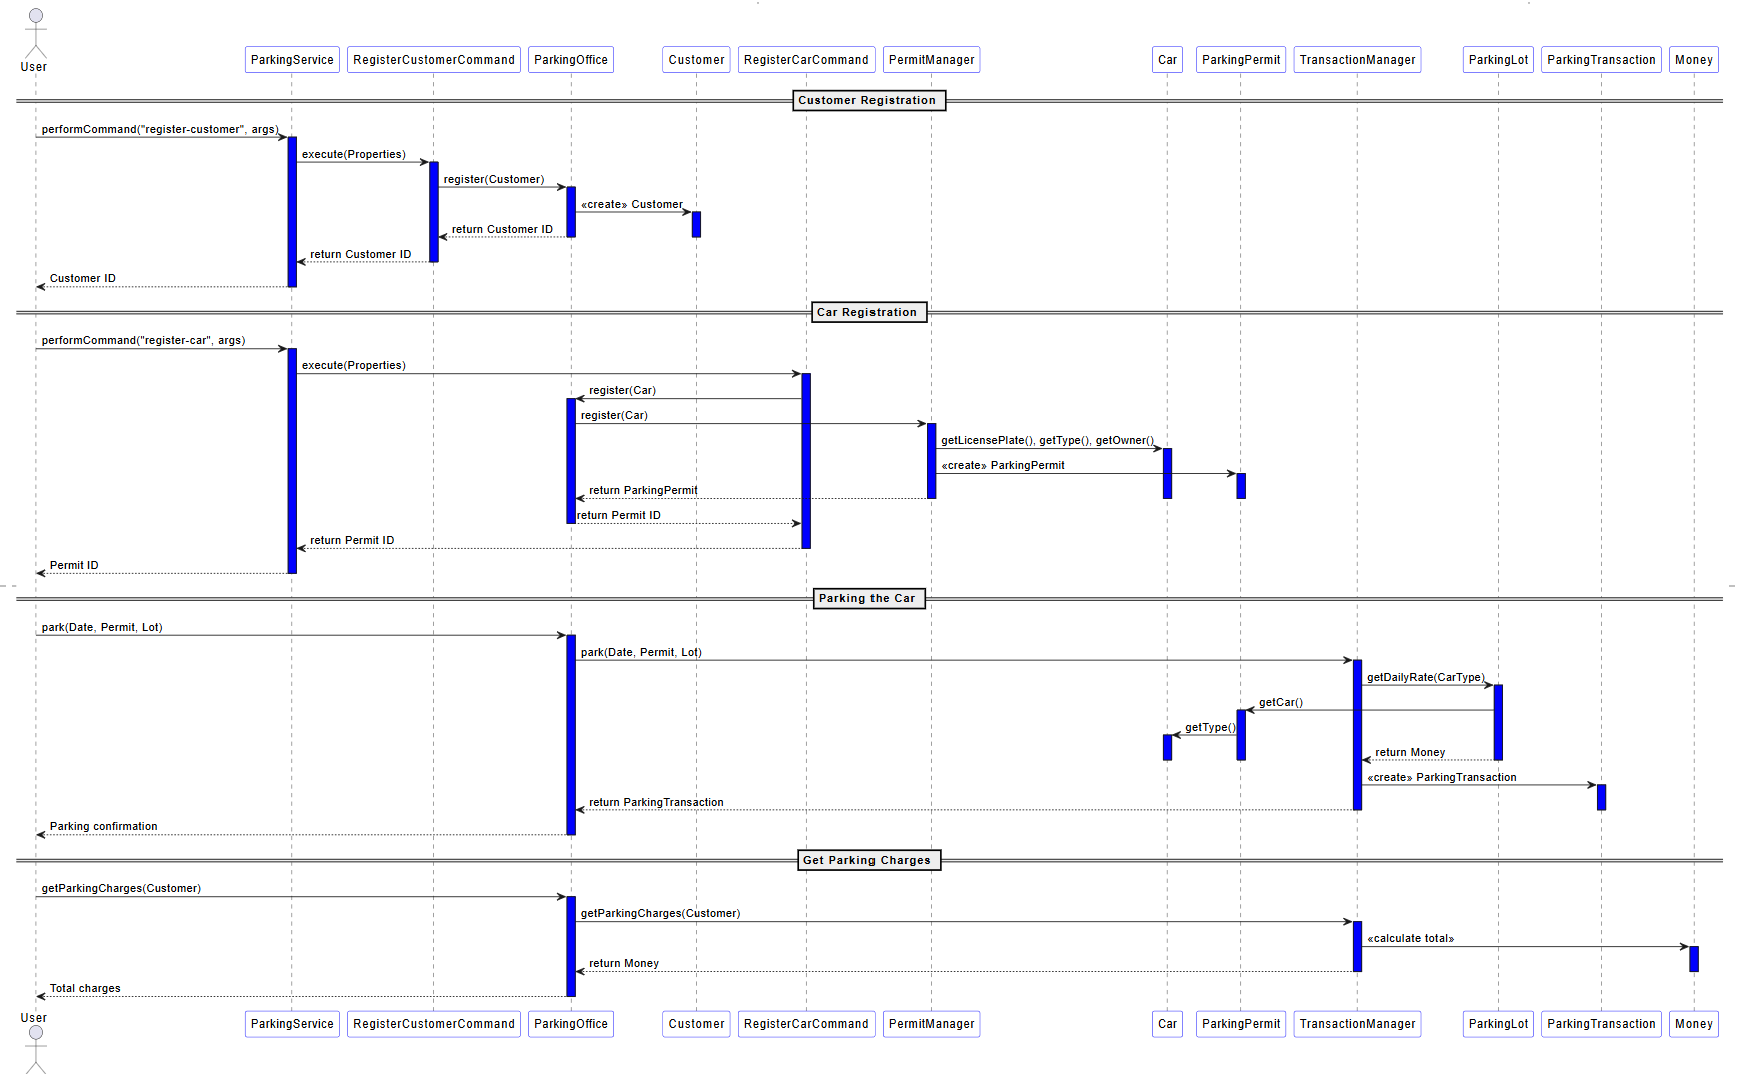 User
ParkingService
RegisterCustomerCommand
ParkingOffice
Customer
RegisterCarCommand
PermitManager
Car
ParkingPermit
TransactionManager
ParkingLot
ParkingTransaction
Money
Customer Registration
performCommand("register-customer", args)
execute(Properties)
register(Customer)
«create» Customer
return Customer ID
return Customer ID
Customer ID
Car Registration
performCommand("register-car", args)
execute(Properties)
register(Car)
register(Car)
getLicensePlate(), getType(), getOwner()
«create» ParkingPermit
return ParkingPermit
return Permit ID
return Permit ID
Permit ID
Parking the Car
park(Date, Permit, Lot)
park(Date, Permit, Lot)
getDailyRate(CarType)
getCar()
getType()
return Money
«create» ParkingTransaction
return ParkingTransaction
Parking confirmation
Get Parking Charges
getParkingCharges(Customer)
getParkingCharges(Customer)
«calculate total»
return Money
Total charges
User
ParkingService
RegisterCustomerCommand
ParkingOffice
Customer
RegisterCarCommand
PermitManager
Car
ParkingPermit
TransactionManager
ParkingLot
ParkingTransaction
Money